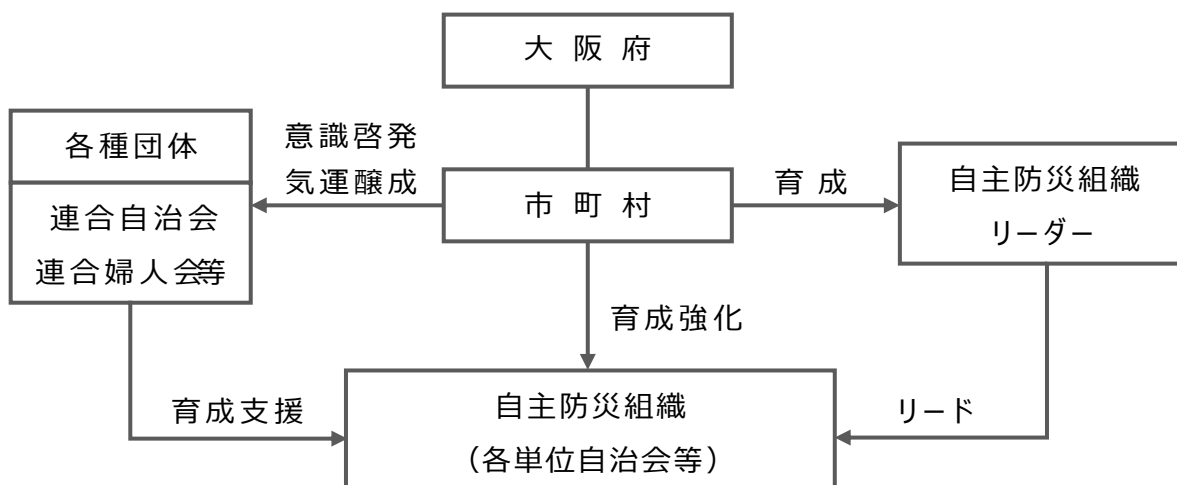 大阪府
各種団体
連合自治会
連合婦人会等
意識啓発
気運醸成
市町村
育成
自主防災組織
リーダー
育成強化
育成支援
自主防災組織
（各単位自治会等）
リード